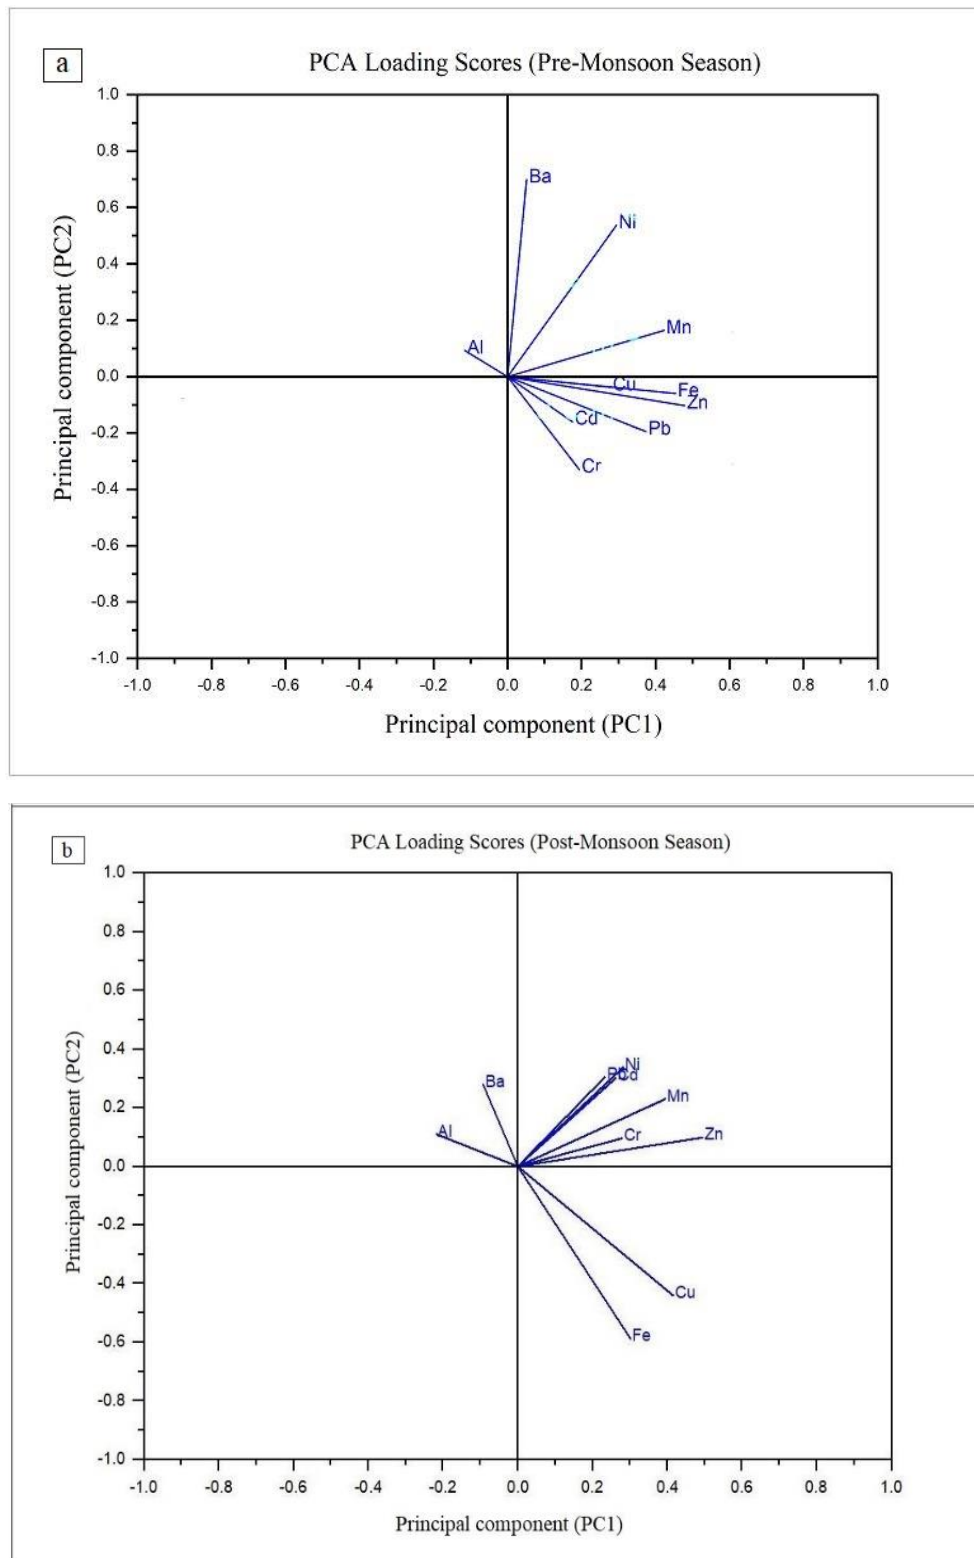 a
PCA Loading Scores (Pre-Monsoon Season)
1.0
0.8
Ba
0.6
Ni
0.4
0.2
Mn
Al
0.0
Cu
Fe
Zn
Cd
Pb
-0.2
Cr
-0.4
-0.6
-0.8
-1.0
Principal component (PC2)
-1.0 -0.8 -0.6 -0.4 -0.2 0.0 0.2 0.4 0.6 0.8 1.0
Principal component (PC1)
b
PCA Loading Scores (Post-Monsoon Season)
1.0
0.8
0.6
0.4
Ni
Pb Cd
Ba
Mn
0.2
Al
Cr
Zn
0.0
-0.2
-0.4
Cu
Fe
-0.6
-0.8
-1.0
Principal component (PC2)
-1.0 -0.8 -0.6 -0.4 -0.2 0.0 0.2 0.4 0.6 0.8 1.0
Principal component (PC1)